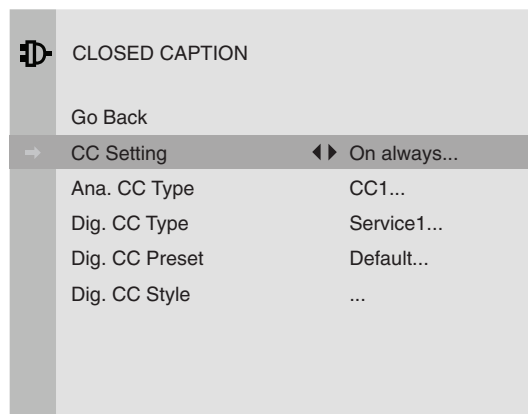 CLOSED CAPTION
Go Back
CC Setting On always...
Ana. CC Type CC1...
Dig. CC Type Service1...
Dig. CC Preset Default...
Dig. CC Style ...